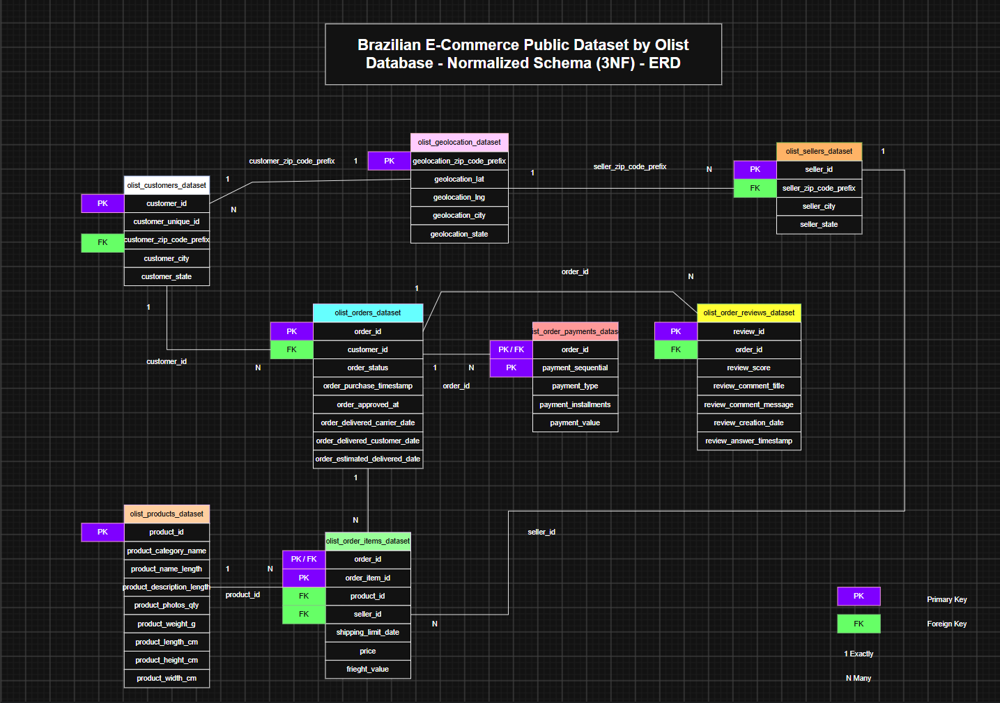 Brazilian E-Commerce Public Dataset by Olist
Database - Normalized Schema (3NF) - ERD
olist_geolocation_dataset
PK
geolocation_zip_code_prefix
geolocation_lat
geolocation_lng
geolocation_city
geolocation_state
customer_zip_code_prefix
1
1
N
1
seller_zip_code_prefix
N
olist_sellers_dataset
1
PK
seller_id
FK
seller_zip_code_prefix
seller_city
seller_state
olist_customers_dataset
PK
customer_id
customer_unique_id
FK
customer_zip_code_prefix
customer_city
customer_state
1
customer_id
N
order_id
1
N
olist_orders_dataset
PK
order_id
FK
customer_id
order_status
order_purchase_timestamp
order_approved_at
order_delivered_carrier_date
order_delivered_customer_date
order_estimated_delivered_date
1
N
order_id
ist_order_payments_datas
PK / FK
order_id
PK
payment_sequential
payment_type
payment_installments
payment_value
olist_order_reviews_dataset
PK
review_id
FK
order_id
review_score
review_comment_title
review_comment_message
review_creation_date
review_answer_timestamp
1
N
olist_products_dataset
PK
product_id
product_category_name
product_name_length
product_description_length
product_photos_qty
product_weight_g
product_length_cm
product_height_cm
product_width_cm
1
N
product_id
olist_order_items_dataset
PK / FK
order_id
PK
order_item_id
FK
product_id
FK
seller_id
shipping_limit_date
price
frieght_value
seller_id
N
PK
Primary Key
FK
Foreign Key
1 Exactly
N Many